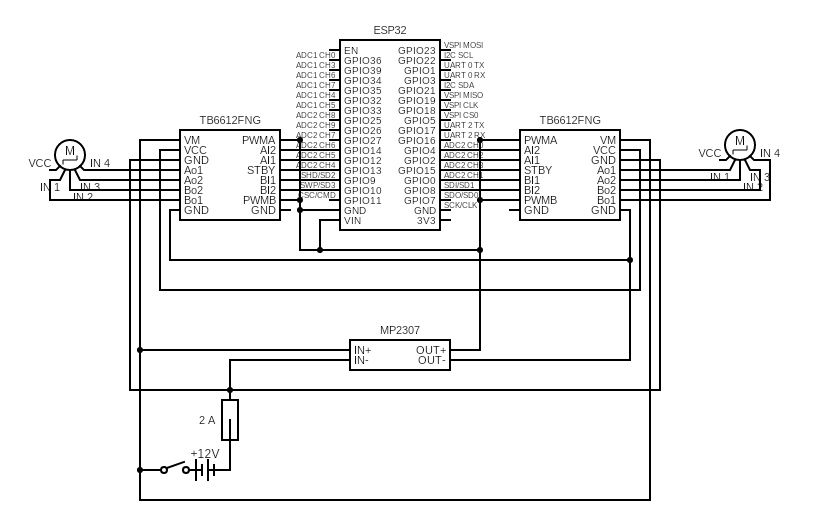 ESP32
EN GPIO23 VSPI MOSI
ADC1 CH0 GPIO36 GPIO22 I2C SCL
ADC1 CH3 GPIO39 GPIO1 UART 0 TX
ADC1 CH6 GPIO34 GPIO3 UART 0 RX
ADC1 CH7 GPIO35 GPIO21 I2C SDA
ADC1 CH4 GPIO32 GPIO19 VSPI MISO
ADC1 CH5 GPIO33 GPIO18 VSPI CLK
ADC2 CH8 GPIO25 GPIO5 VSPI CS0
ADC2 CH9 GPIO26 GPIO17 UART 2 TX
ADC2 CH7 GPIO27 GPIO16 UART 2 RX
ADC2 CH6 GPIO14 GPIO4 ADC2 CH0
ADC2 CH5 GPIO12 GPIO2 ADC2 CH2
ADC2 CH4 GPIO13 GPIO15 ADC2 CH3
SHD/SD2 GPIO9 GPIO0 ADC2 CH1
SWP/SD3 GPIO10 GPIO8 SDI/SD1
CSC/CMD GPIO11 GPIO7 SDO/SD0
GND GND SCK/CLK
VIN 3V3
TB6612FNG
VM PWMA
VCC AI2
GND AI1
Ao1 STBY
Ao2 BI1
Bo2 BI2
Bo1 PWMB
GND GND
TB6612FNG
PWMA VM
AI2 VCC
AI1 GND
STBY Ao1
BI1 Ao2
BI2 Bo2
PWMB Bo1
GND GND
M
VCC IN 4
IN 1 IN 3
IN 2
M
VCC IN 4
IN 1 IN 3
IN 2
MP2307
IN+ OUT+
IN- OUT-
2 A
+12V